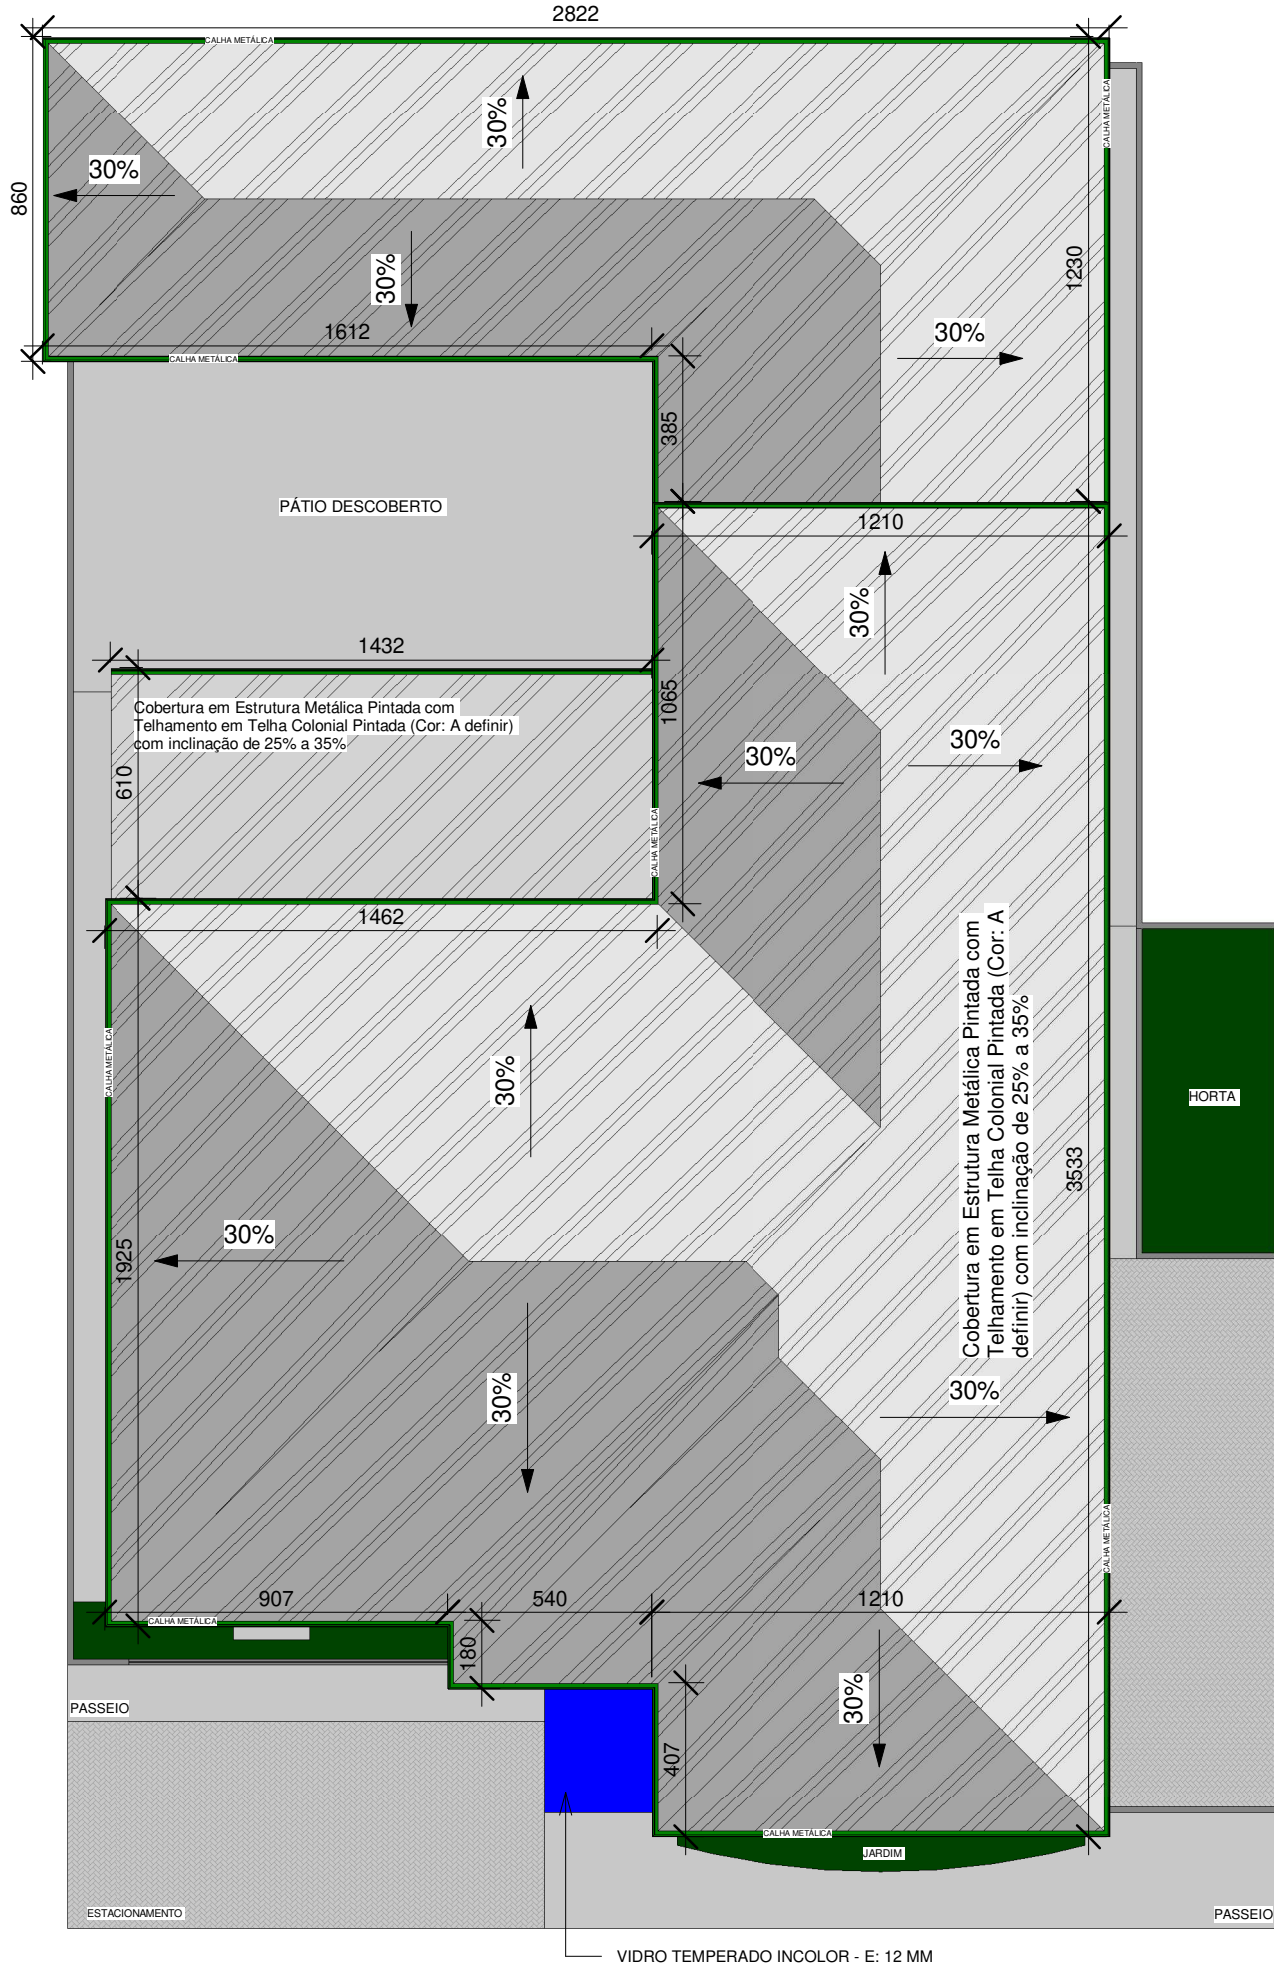 2822
CALHA METÁLICA
CALHA METÁLICA
30%
30%
860
30%
1230
30%
1612
30%
CALHA METÁLICA
385
PÁTIO DESCOBERTO
1210
30%
1432
1065
Cobertura em Estrutura Metálica Pintada com
Telhamento em Telha Colonial Pintada (Cor: A definir)
com inclinação de 25% a 35%
610
30%
30%
CALHA METÁLICA
1462
CALHA METÁLICA
30%
Cobertura em Estrutura Metálica Pintada com
Telhamento em Telha Colonial Pintada (Cor: A
definir) com inclinação de 25% a 35%
HORTA
3533
1925
30%
30%
30%
CALHA METÁLICA
907
540
1210
CALHA METÁLICA
180
PASSEIO
30%
407
CALHA METÁLICA
JARDIM
ESTACIONAMENTO
PASSEIO
VIDRO TEMPERADO INCOLOR - E: 12 MM